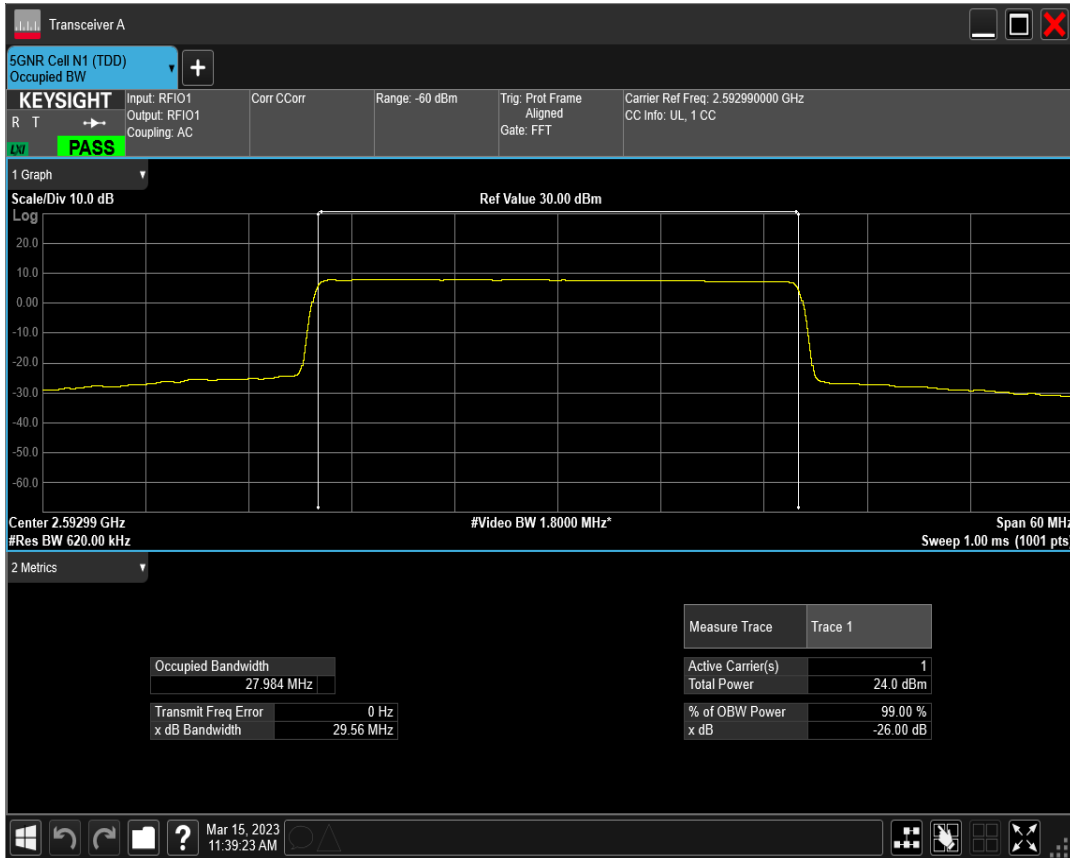 Transceiver A
5GNR Cell N1 (TDD)
Occupied BW
+
KEYSIGHT
R T
LXI
PASS
Input: RFIO1
Output: RFIO1
Coupling: AC
Corr CCorr
Range: -60 dBm
Trig: Prot Frame
Aligned
Gate: FFT
Carrier Ref Freq: 2.592990000 GHz
CC Info: UL, 1 CC
1 Graph
Scale/Div 10.0 dB
Ref Value 30.00 dBm
Log
20.0
10.0
0.00
-10.0
-20.0
-30.0
-40.0
-50.0
-60.0
Center 2.59299 GHz
#Video BW 1.8000 MHz*
Span 60 MHz
#Res BW 620.00 kHz
Sweep 1.00 ms (1001 pts)
2 Metrics
Measure Trace Trace 1
Occupied Bandwidth
27.984 MHz
Active Carrier(s) 1
Total Power 24.0 dBm
Transmit Freq Error 0 Hz
x dB Bandwidth 29.56 MHz
% of OBW Power 99.00 %
x dB -26.00 dB
?
Mar 15, 2023
11:39:23 AM